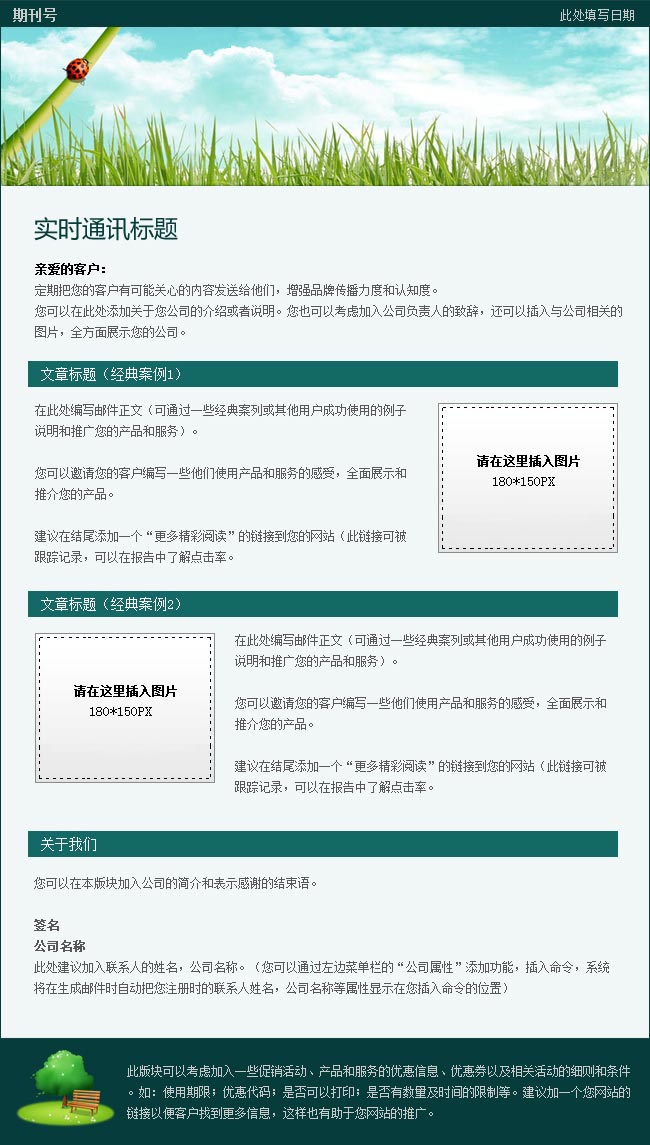 期刊号
此处填写日期
实时通讯标题
亲爱的客户：
定期把您的客户有可能关心的内容发送给他们，增强品牌传播力度和认知度。
您可以在此处添加关于您公司的介绍或者说明。您也可以考虑加入公司负责人的致辞，还可以插入与公司相关的
图片，全方面展示您的公司。
文章标题（经典案例1）
在此处编写邮件正文（可通过一些经典案列或其他用户成功使用的例子
说明和推广您的产品和服务）。
您可以邀请您的客户编写一些他们使用产品和服务的感受，全面展示和
推介您的产品。
建议在结尾添加一个“更多精彩阅读”的链接到您的网站（此链接可被
跟踪记录，可以在报告中了解点击率。
请在这里插入图片
180*150PX
文章标题（经典案例2）
请在这里插入图片
180*150PX
在此处编写邮件正文（可通过一些经典案列或其他用户成功使用的例子
说明和推广您的产品和服务）。
您可以邀请您的客户编写一些他们使用产品和服务的感受，全面展示和
推介您的产品。
建议在结尾添加一个“更多精彩阅读”的链接到您的网站（此链接可被
跟踪记录，可以在报告中了解点击率。
关于我们
您可以在本版块加入公司的简介和表示感谢的结束语。
签名
公司名称
此处建议加入联系人的姓名，公司名称。（您可以通过左边菜单栏的“公司属性”添加功能，插入命令，系统
将在生成邮件时自动把您注册时的联系人姓名，公司名称等属性显示在您插入命令的位置）
此版块可以考虑加入一些促销活动、产品和服务的优惠信息、优惠券以及相关活动的细则和条件
。如：使用期限；优惠代码；是否可以打印；是否有数量及时间的限制等。建议加一个您网站的
链接以便客户找到更多信息，这样也有助于您网站的推广。